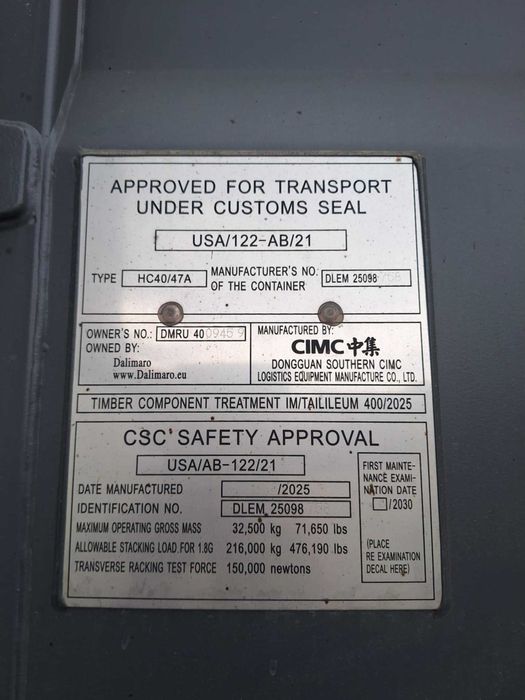 APPROVED FOR TRANSPORT
UNDER CUSTOMS SEAL
USA/122-AB/21
TYPE HC40/47A MANUFACTURER'S NO. OF THE CONTAINER DLEM 25098
OWNER'S NO.: DMRU 400945 9
OWNED BY:
Dalimaro
www.Dalimaro.eu
MANUFACTURED BY:
CIMC 中集
DONGGUAN SOUTHERN CIMC
LOGISTICS EQUIPMENT MANUFACTURE CO., LTD.
TIMBER COMPONENT TREATMENT IM/TAILILEUM 400/2025
CSC SAFETY APPROVAL
USA/AB-122/21
DATE MANUFACTURED /2025
IDENTIFICATION NO. DLEM 25098
MAXIMUM OPERATING GROSS MASS 32,500 kg 71,650 lbs
ALLOWABLE STACKING LOAD FOR 1.8G 216,000 kg 476,190 lbs
TRANSVERSE RACKING TEST FORCE 150,000 newtons
FIRST MAINTE-
NANCE EXAMI-
NATION DATE
/2030
(PLACE
RE EXAMINATION
DECAL HERE)